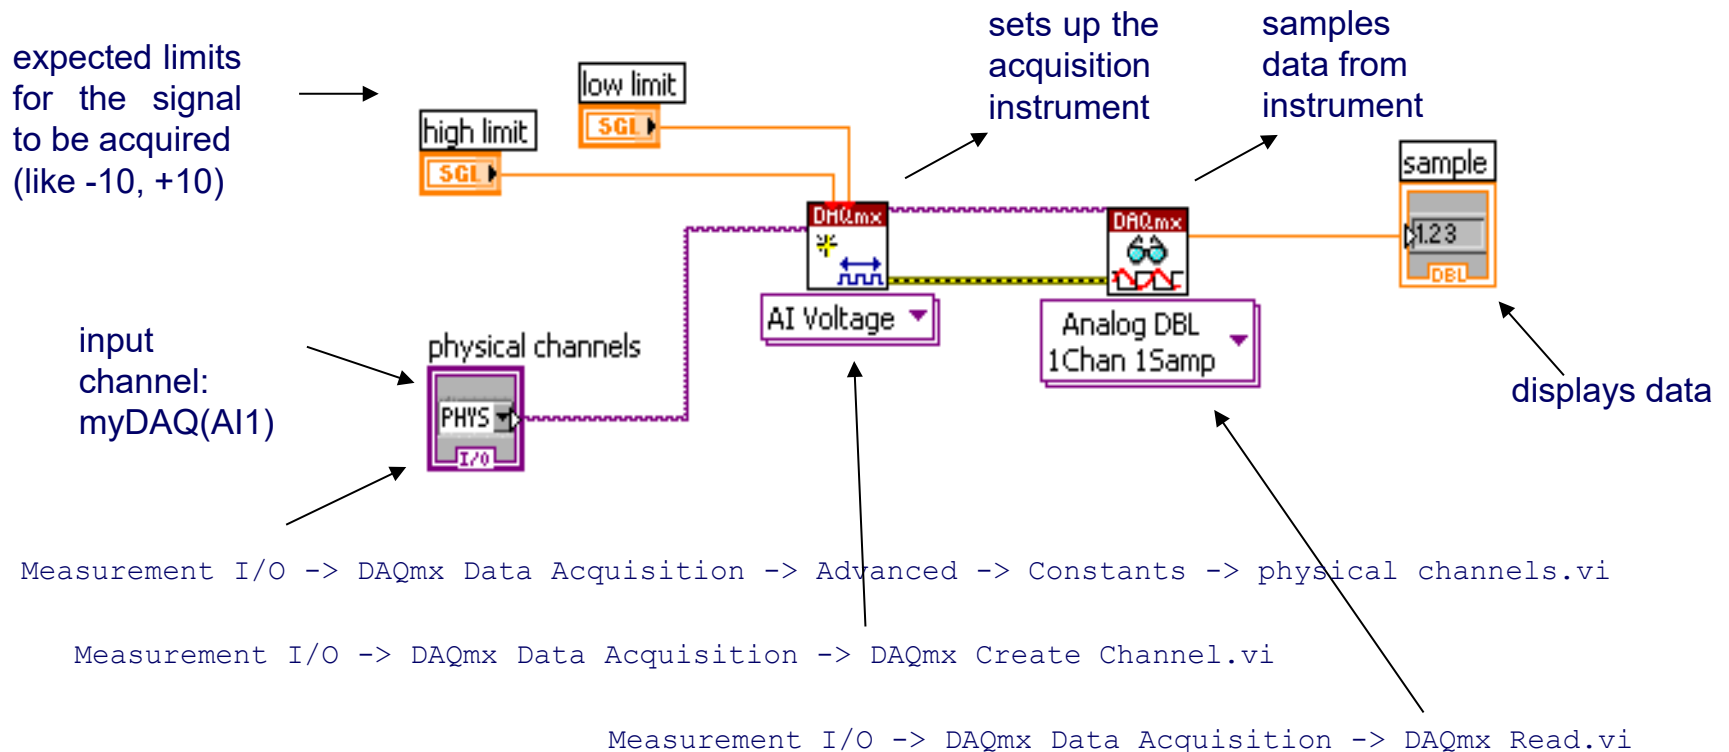 expected limits
for the signal
to be acquired
(like -10, +10)
low limit
SGL
high limit
SGL
sets up the
acquisition
instrument
samples
data from
instrument
sample
1.23
DBL
DAQmx
DAQmx
AI Voltage
Analog DBL
1Chan 1Samp
input
channel:
myDAQ(AI1)
physical channels
PHYS
I/O
displays data
Measurement I/O -> DAQmx Data Acquisition -> Advanced -> Constants -> physical channels.vi
Measurement I/O -> DAQmx Data Acquisition -> DAQmx Create Channel.vi
Measurement I/O -> DAQmx Data Acquisition -> DAQmx Read.vi